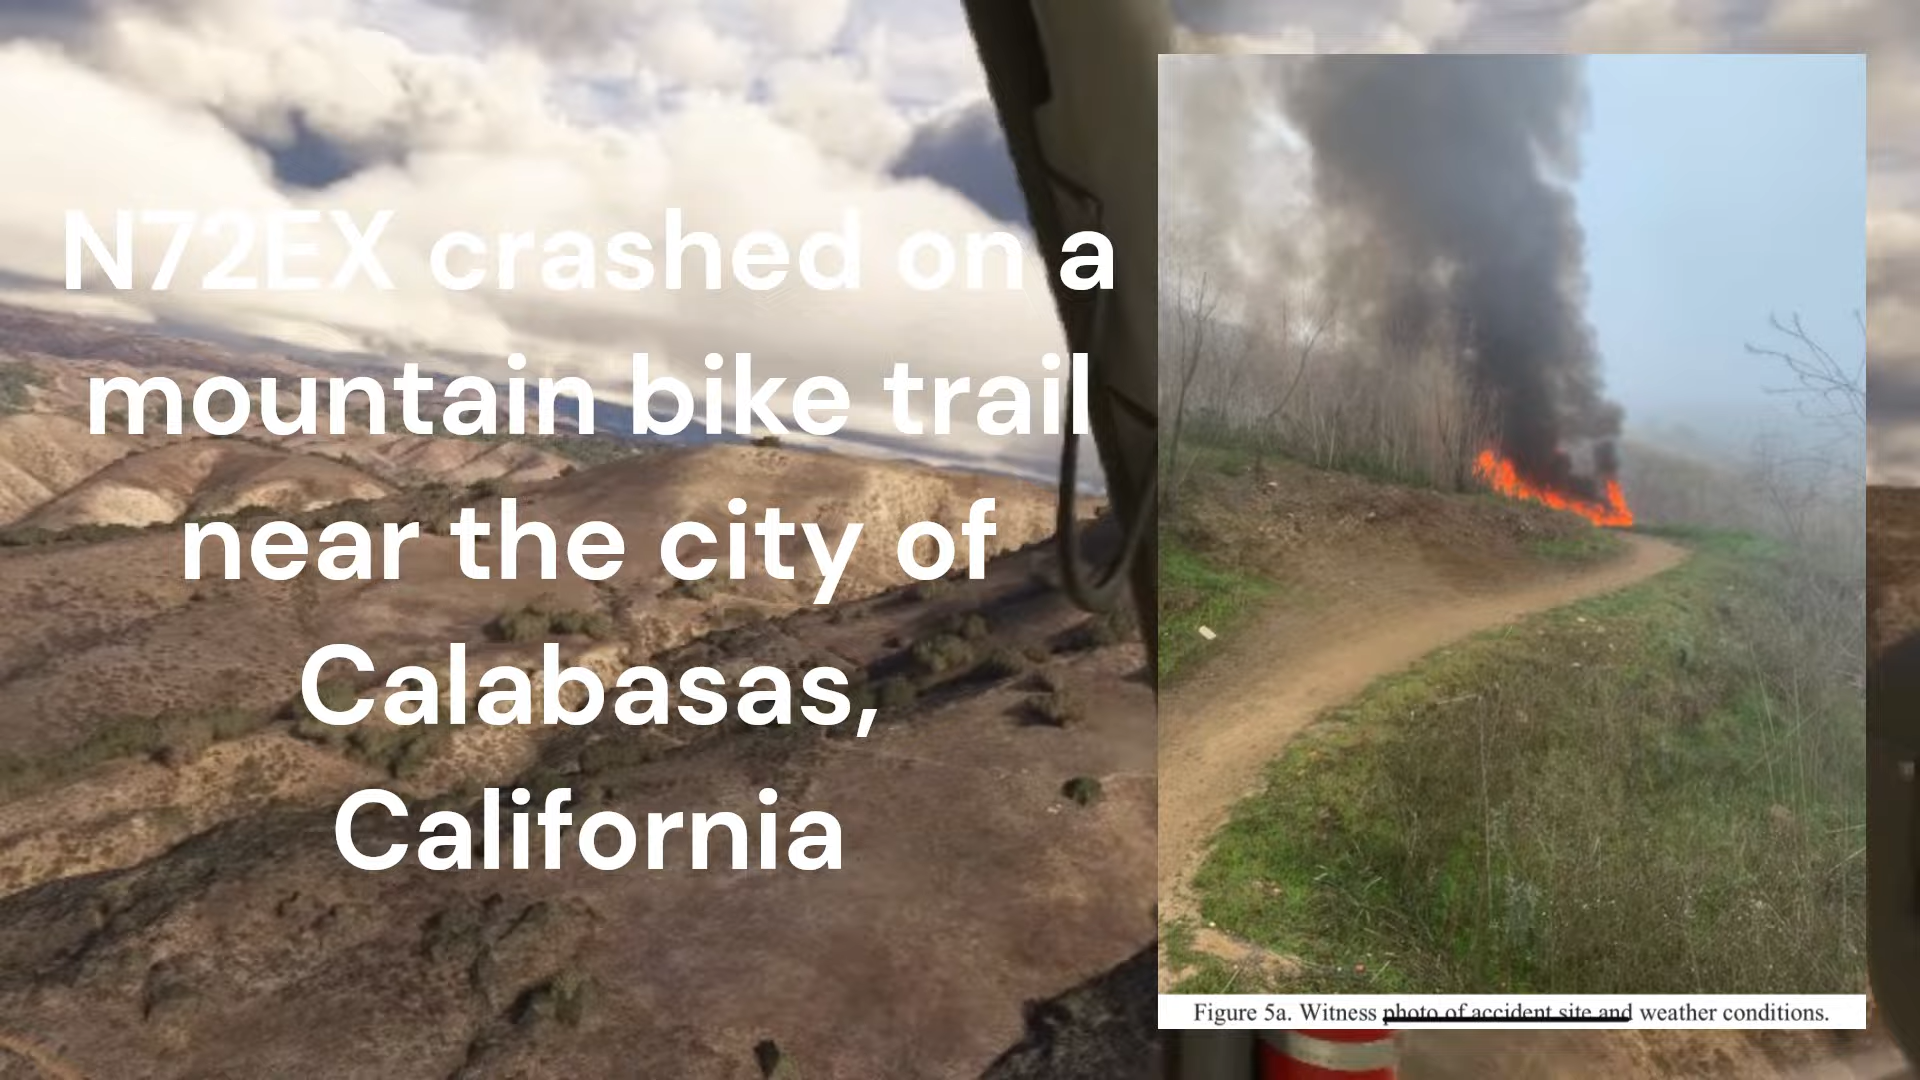 N72EX crashed on a
mountain bike trail
near the city of
Calabasas,
California
Figure 5a. Witness photo of accident site and weather conditions.